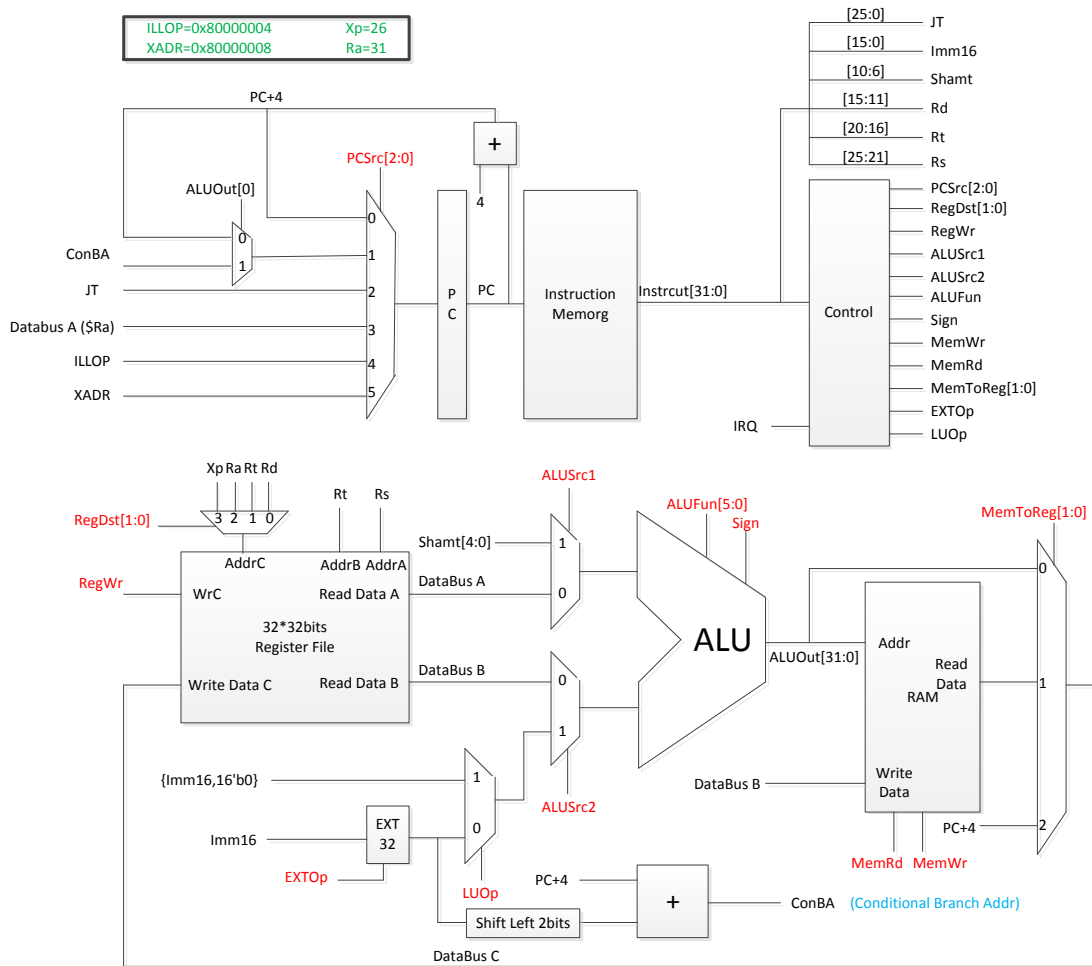 ILLOP=0x80000004 Xp=26
XADR=0x80000008 Ra=31
[25:0] JT
[15:0] Imm16
[10:6] Shamt
[15:11] Rd
[20:16] Rt
[25:21] Rs
PC+4
+
4
PCSrc[2:0]
ALUOut[0]
0
1
ConBA
JT
Databus A ($Ra)
ILLOP
XADR
0
1
2
3
4
5
P
C
PC
Instruction
Memorg
Instrcut[31:0]
Control
IRQ
PCSrc[2:0]
RegDst[1:0]
RegWr
ALUSrc1
ALUSrc2
ALUFun
Sign
MemWr
MemRd
MemToReg[1:0]
EXTOp
LUOp
Xp Ra Rt Rd
3 2 1 0
RegDst[1:0]
RegWr
Rt Rs
AddrC AddrB AddrA
WrC Read Data A
32*32bits
Register File
Write Data C Read Data B
ALUSrc1
Shamt[4:0]
1
DataBus A
0
DataBus B
0
1
ALUSrc2
ALUFun[5:0]
Sign
ALU
ALUOut[31:0]
MemToReg[1:0]
0
1
2
Addr
Read
Data
RAM
Write
Data
DataBus B
PC+4
MemRd MemWr
{Imm16,16'b0}
1
0
Imm16
EXT
32
EXTOp
LUOp
PC+4
Shift Left 2bits
+
ConBA (Conditional Branch Addr)
DataBus C